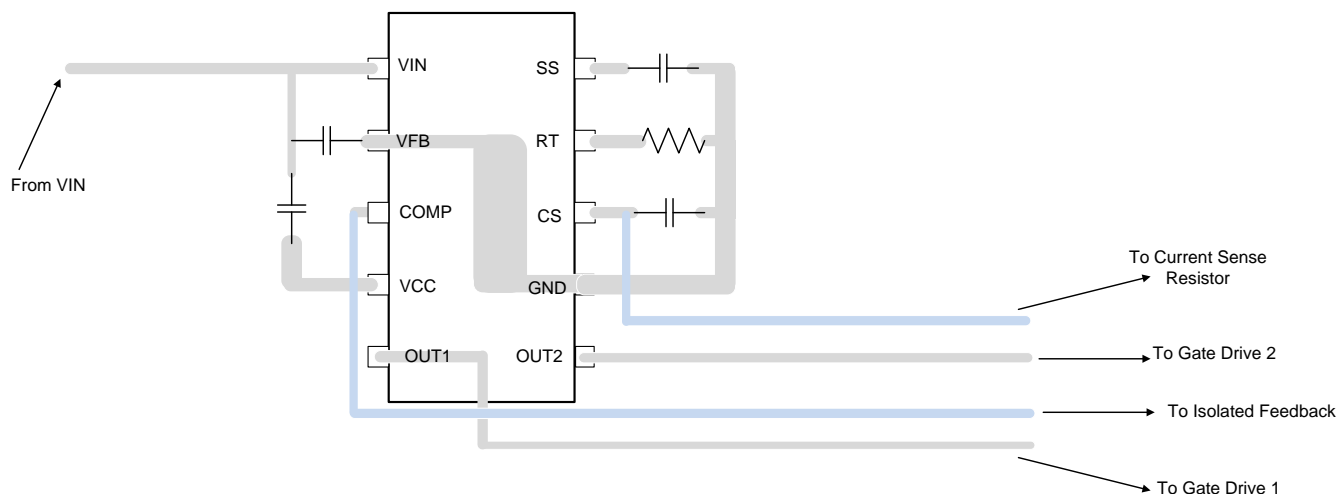 VIN
SS
VFB
RT
From VIN
COMP
CS
To Current Sense
Resistor
VCC
GND
OUT1
OUT2
To Gate Drive 2
To Isolated Feedback
To Gate Drive 1